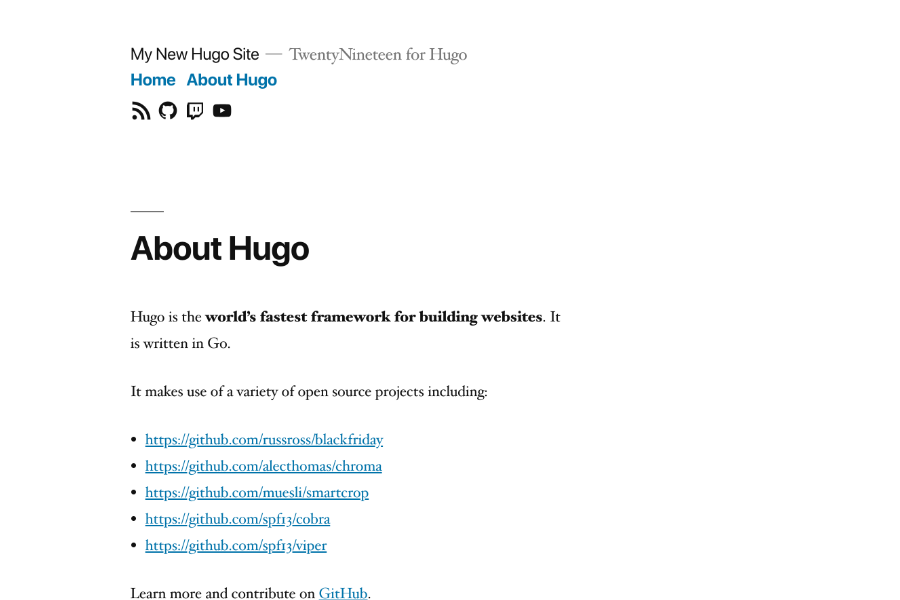 My New Hugo Site — TwentyNineteen for Hugo
Home About Hugo
About Hugo
Hugo is the world’s fastest framework for building websites. It
is written in Go.
It makes use of a variety of open source projects including:
• https://github.com/russross/blackfriday
• https://github.com/alecthomas/chroma
• https://github.com/muesli/smartcrop
• https://github.com/spf13/cobra
• https://github.com/spf13/viper
Learn more and contribute on GitHub.